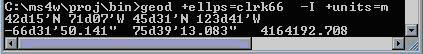 C:\ms4w\proj\bin>geod +ellps=clrk66  -I +units=m
42d15'N 71d07'W 45d31'N 123d41'W
-66d31'50.141"  75d39'13.083"   4164192.708